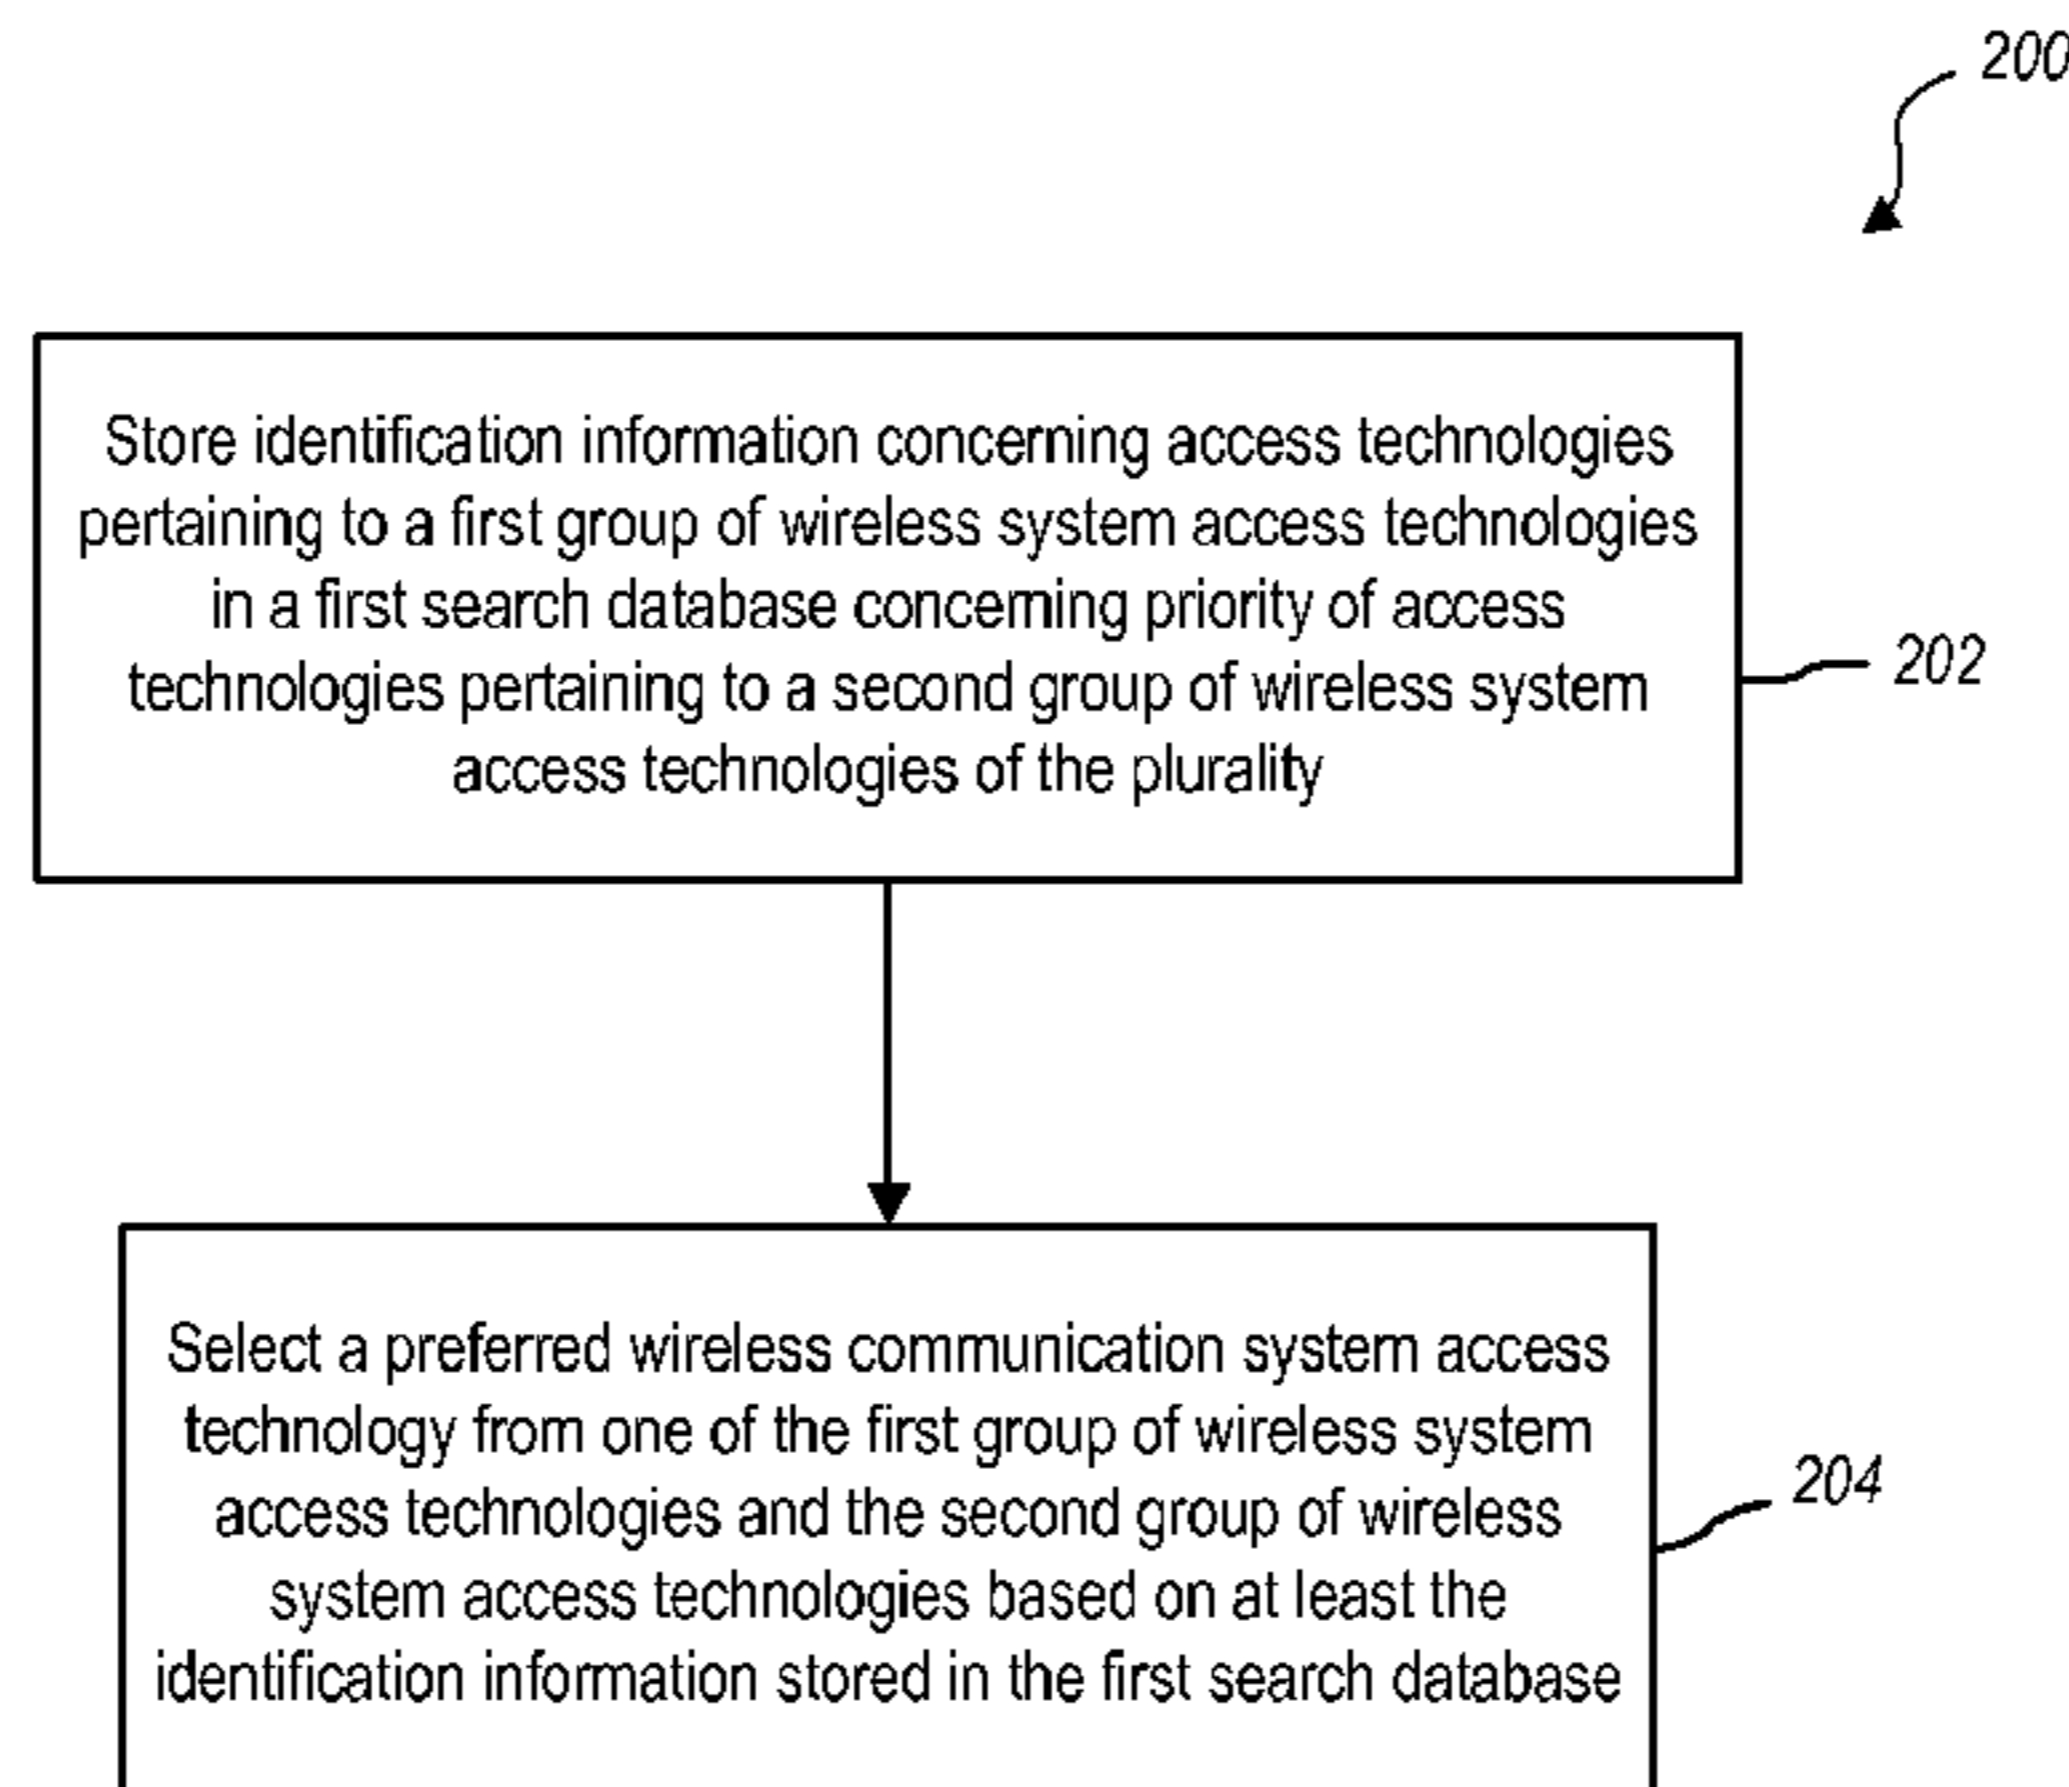 200
Store identification information concerning access technologies
pertaining to a first group of wireless system access technologies
in a first search database concerning priority of access
technologies pertaining to a second group of wireless system
access technologies of the plurality
202
Select a preferred wireless communication system access
technology from one of the first group of wireless system
access technologies and the second group of wireless
system access technologies based on at least the
identification information stored in the first search database
204